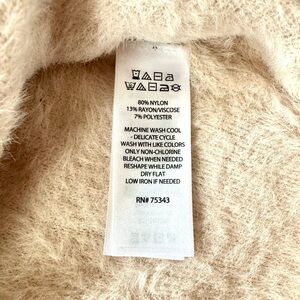 80% NYLON
13% RAYON/VISCOSE
7% POLYESTER
MACHINE WASH COOL
- DELICATE CYCLE
WASH WITH LIKE COLORS
ONLY NON-CHLORINE
BLEACH WHEN NEEDED
RESHAPE WHILE DAMP
DRY FLAT
LOW IRON IF NEEDED
RN# 75343